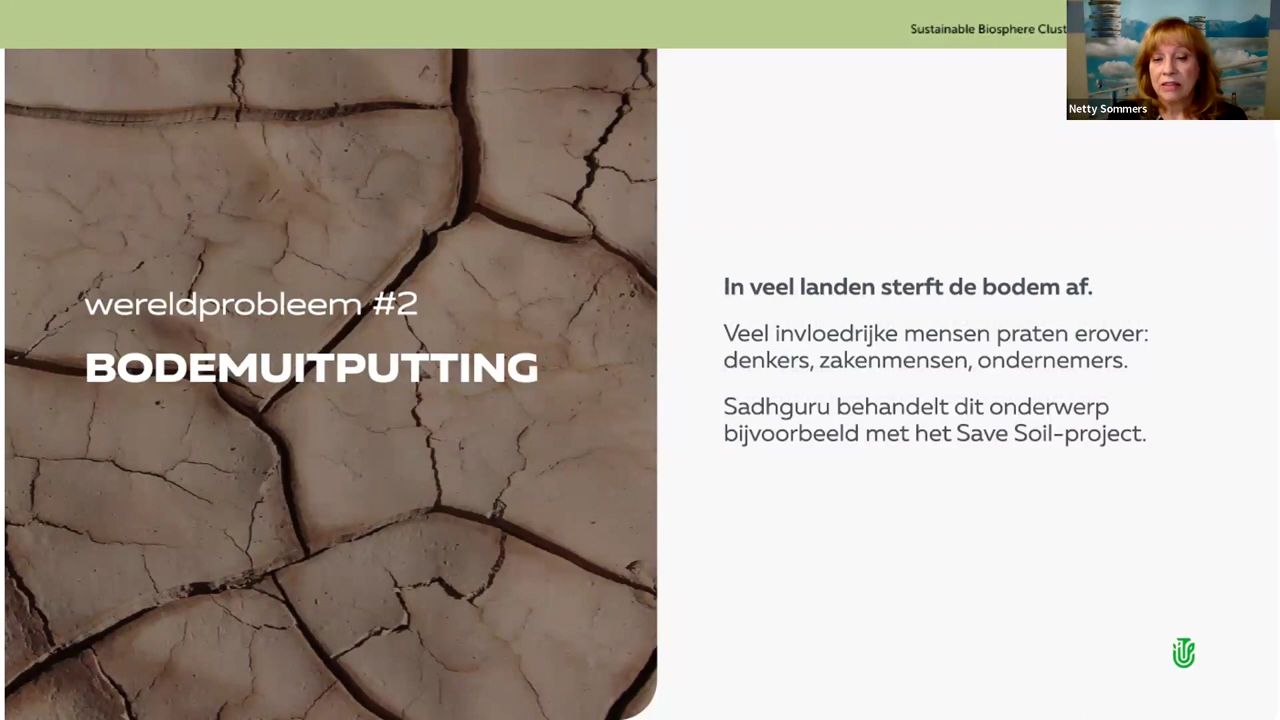 Sustainable Biosphere
Netty Sommers
wereldprobleem #2
BODEMUITPUTTING
In veel landen sterft de bodem af.
Veel invloedrijke mensen praten erover:
denkers, zakenmensen, ondernemers.
Sadhguru behandelt dit onderwerp
bijvoorbeeld met het Save Soil-project.